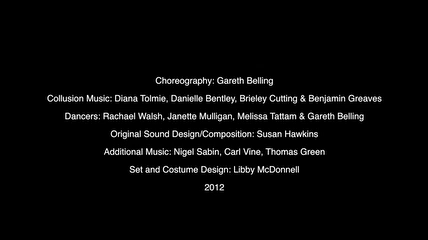 Choreography: Gareth Belling
Collusion Music: Diana Tolmie, Danielle Bentley, Brieley Cutting & Benjamin Greaves
Dancers: Rachael Walsh, Janette Mulligan, Melissa Tattam & Gareth Belling
Original Sound Design/Composition: Susan Hawkins
Additional Music: Nigel Sabin, Carl Vine, Thomas Green
Set and Costume Design: Libby McDonnell
2012